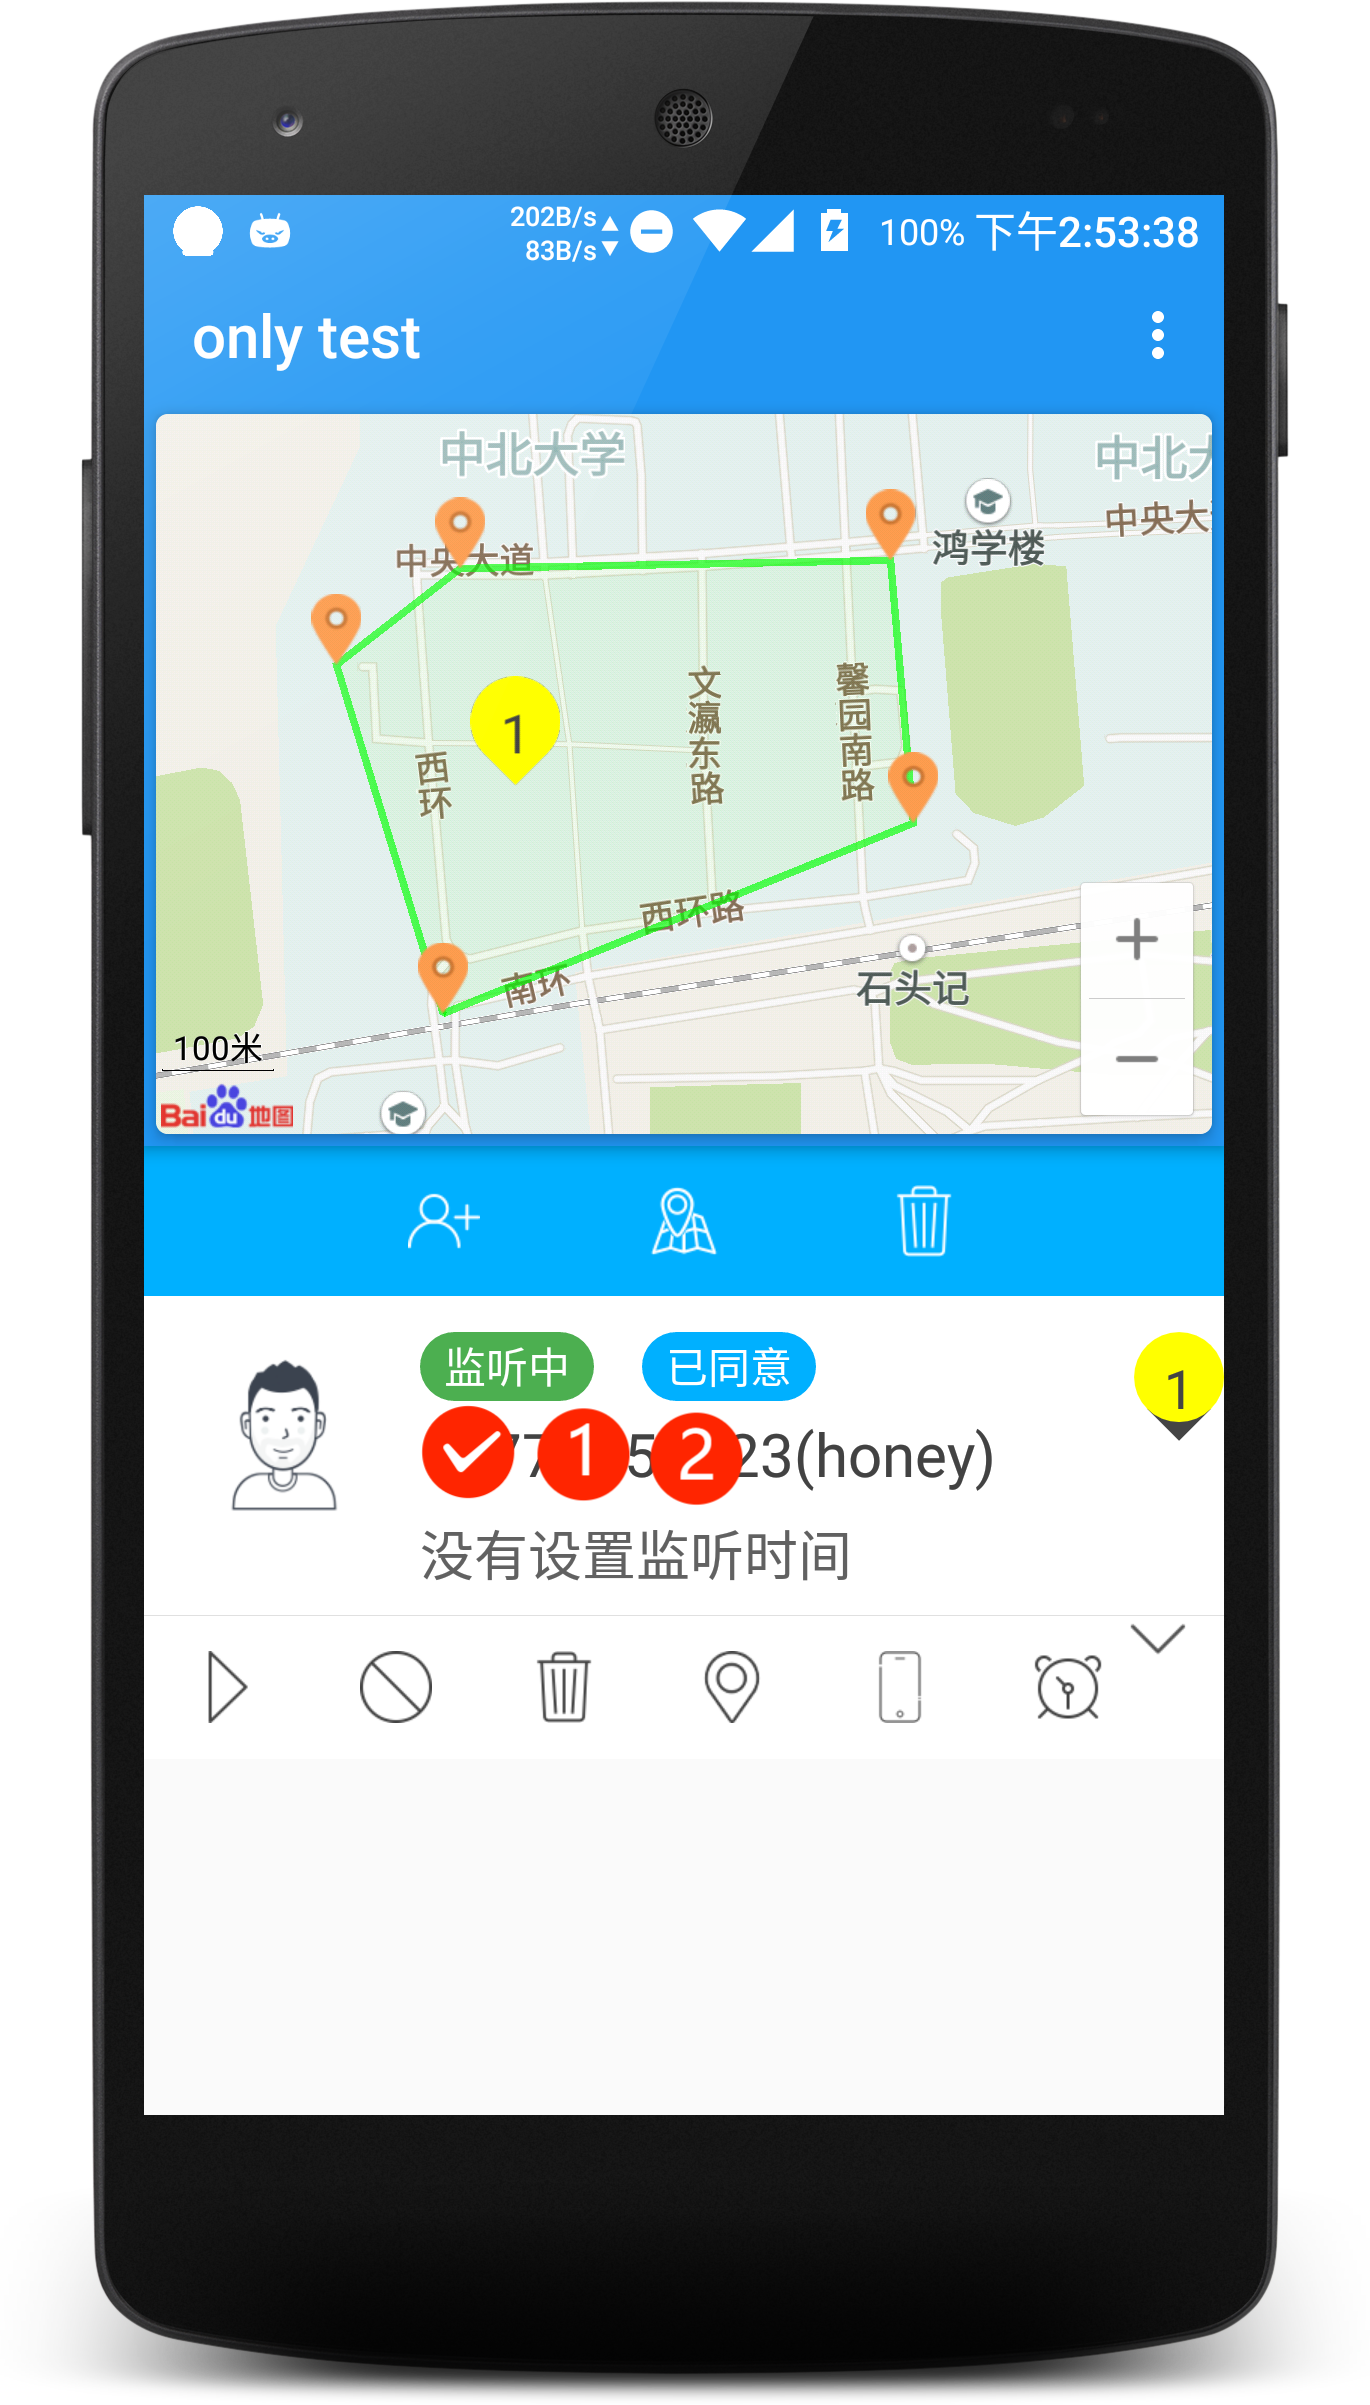 202B/s
83B/s
100% 下午2:53:38
only test
中北大学
中北大
中央大
鸿学楼
中央大道
文瀛东路
馨园南路
1
西环
西环路
南环
石头记
100米
Baidu地图
监听中
已同意
1
1
2
23(honey)
没有设置监听时间